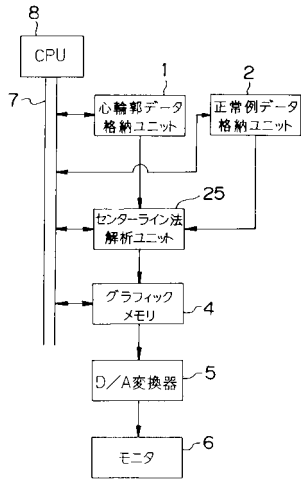 8
CPU
7
1
心輪郭データ
格納ユニット
2
正常例データ
格納ユニット
25
センターライン法
解析ユニット
グラフィック
メモリ
4
D/A変換器
5
モニタ
6